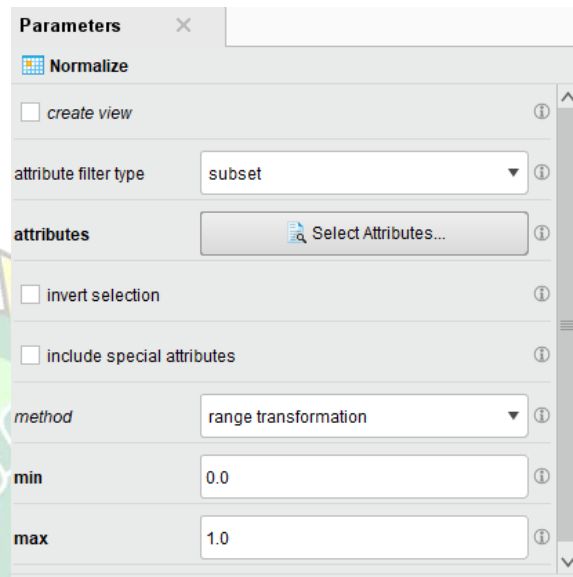 Parameters
Normalize
create view
attribute filter type subset
attributes Select Attributes...
invert selection
include special attributes
method range transformation
min 0.0
max 1.0